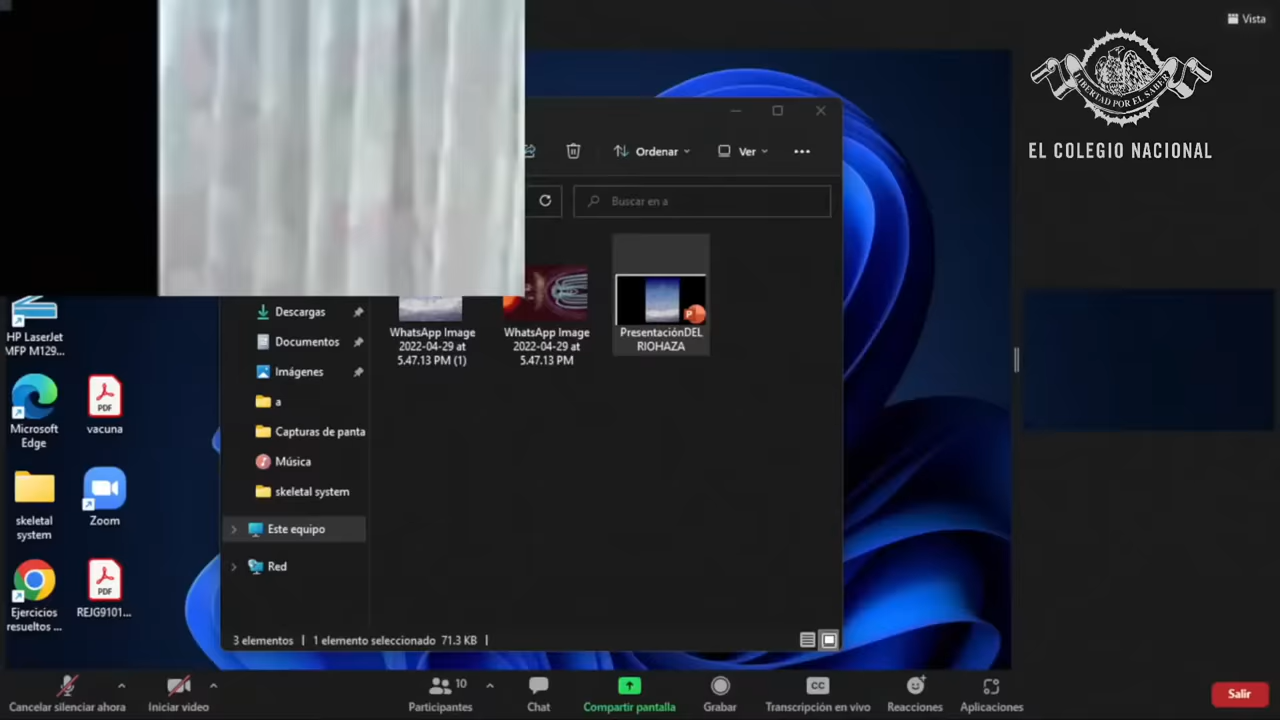 Vista
LIBERTAD POR EL SABER
EL COLEGIO NACIONAL
Ordenar
Ver
Buscar en a
Descargas
Documentos
Imágenes
a
Capturas de panta
Música
skeletal system
Este equipo
Red
WhatsApp Image
2022-04-29 at
5.47.13 PM (1)
WhatsApp Image
2022-04-29 at
5.47.13 PM
PresentaciónDEL
RIOHAZA
HP LaserJet
MFP M129...
Microsoft
Edge
PDF
vacuna
skeletal
system
Zoom
Ejercicios
resueltos ...
PDF
REJG9101...
3 elementos
1 elemento seleccionado 71.3 KB
Cancelar silenciar ahora
Iniciar video
10
Participantes
Chat
Compartir pantalla
Grabar
CC
Transcripción en vivo
Reacciones
Aplicaciones
Salir